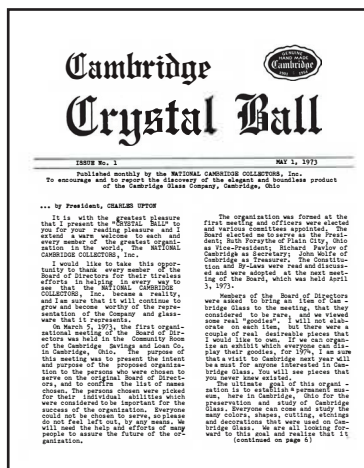 Cambridge
GENUINE
HAND MADE
Cambridge
Crystal Ball
ISSUE No. 1 MAY 1, 1973
Published monthly by the NATIONAL CAMBRIDGE COLLECTORS, Inc.
To encourage and to report the discovery of the elegant and boundless product
of the Cambridge Glass Company, Cambridge, Ohio
... by President, CHARLES UPTON
It is with the greatest pleasure
that I present the "CRYSTAL BALL" to
you for your reading pleasure and I
extend a warm welcome to each and
every member of the greatest organi-
zation in the world, The NATIONAL
CAMBRIDGE COLLECTORS, Inc.
I would like to take this oppor-
tunity to thank every member of the
Board of Directors for their tireless
efforts in helping in every way to
see that the NATIONAL CAMBRIDGE
COLLECTORS, Inc. became a reality,
and I am sure that it will continue to
grow and become worthy of the repre-
sentation of the Company and glass-
ware that it represents.
On March 5, 1973, the first organi-
zational meeting of the Board of Dir-
ectors was held in the Community Room
of the Cambridge Savings and Loan Co.
in Cambridge, Ohio. The purpose of
this meeting was to present the intent
and purpose of the proposed organiza-
tion to the persons who were chosen to
serve on the original Board of Direct-
ors, and to confirm the list of names
chosen. The persons were picked
for their individual abilities which
were considered to be important for the
success of the organization. Everyone
could not be chosen to serve, so please
do not feel left out, by any means. We
will need the help and efforts of many
people to assure the future of the or-
ganization.
The organization was formed at the
first meeting and officers were elected
and various committees appointed. The
Board elected me to serve as the Presi-
dent; Ruth Forsythe of Plain City, Ohio
as Vice-President; Richard Pavlov of
Cambridge as Secretary; John Wolfe of
Cambridge as Treasurer. The Constitu-
tion and By-Laws were read and discuss-
ed and were adopted at the next meet-
ing of the Board, which was held April
3, 1973.
Members of the Board of Directors
were asked to bring an item of Cam-
bridge Glass to the meeting, that they
considered to be rare, and we viewed
some real "goodies". I will not elab-
orate on each item, but there were a
couple of real desireable pieces that
I would like to own. If we can organ-
ize an exhibit where everyone can dis-
play their goodies, for 1974, I am sure
that a visit to Cambridge next year will
be a must for anyone interested in Cam-
bridge Glass. You will see pieces that
you never knew existed.
The ultimate goal of this organi-
zation is to establish a permanent mus-
eum, here in Cambridge, Ohio for the
preservation and study of Cambridge
Glass. Everyone can come and study the
many colors, shapes, cutting, etchings
and decorations that were used on Cam-
bridge Glass. We are all looking for-
ward to this goal and realize that it
(continued on page 6)